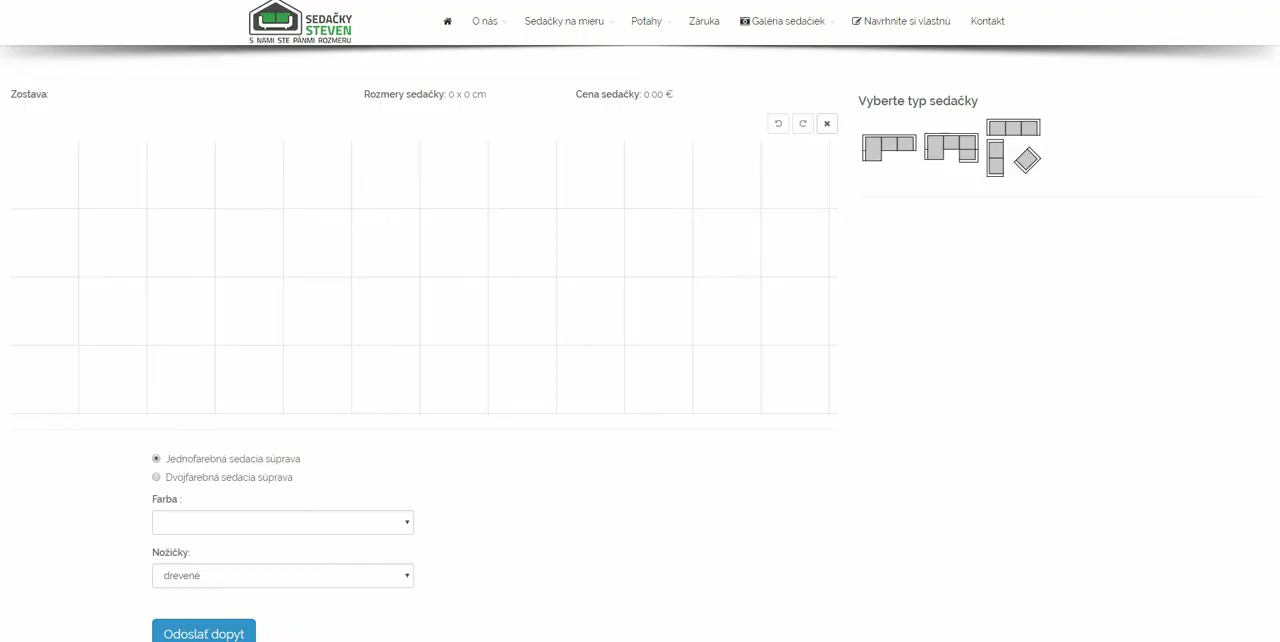 SEDAČKY
STEVEN
S NAMI STE PÁNMI ROZMERU
O nás
Sedačky na mieru
Poťahy
Záruka
Galéria sedačiek
Navrhnite si vlastnú
Kontakt
Zostava:
Rozmery sedačky: 0 x 0 cm
Cena sedačky: 0.00 €
Vyberte typ sedačky
Jednofarebná sedacia súprava
Dvojfarebná sedacia súprava
Farba :
Nožičky:
drevené
Odoslať dopyt